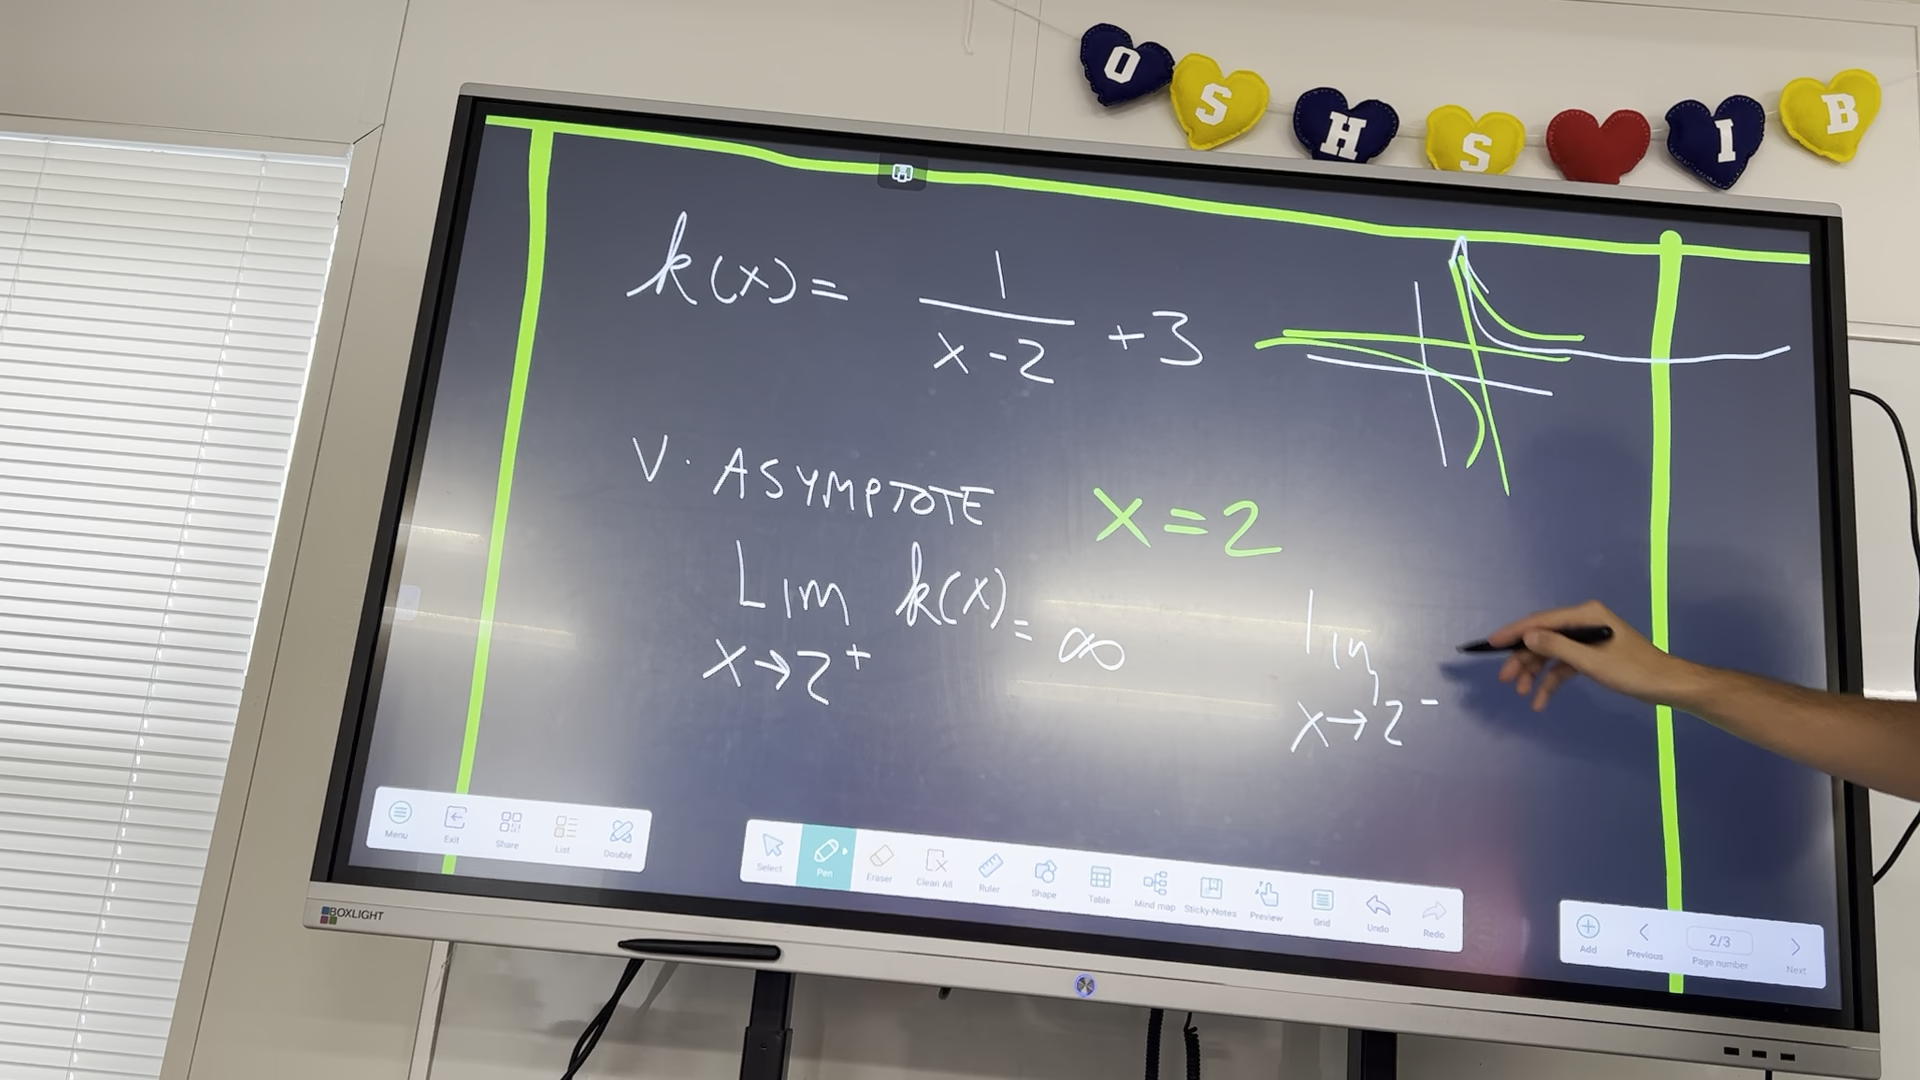 O S H S I B
k(x) = 1/(x-2) + 3
V. ASYMPTOTE x=2
Lim k(x) = ∞ lim
x→2⁺ x→2⁻
Menu Exit Share List Double
Select Pen Eraser Clean All Ruler Shape Table Mind map Sticky-Notes Preview Grid Undo Redo
Add Previous 2/3 Page number Next
BOXLIGHT